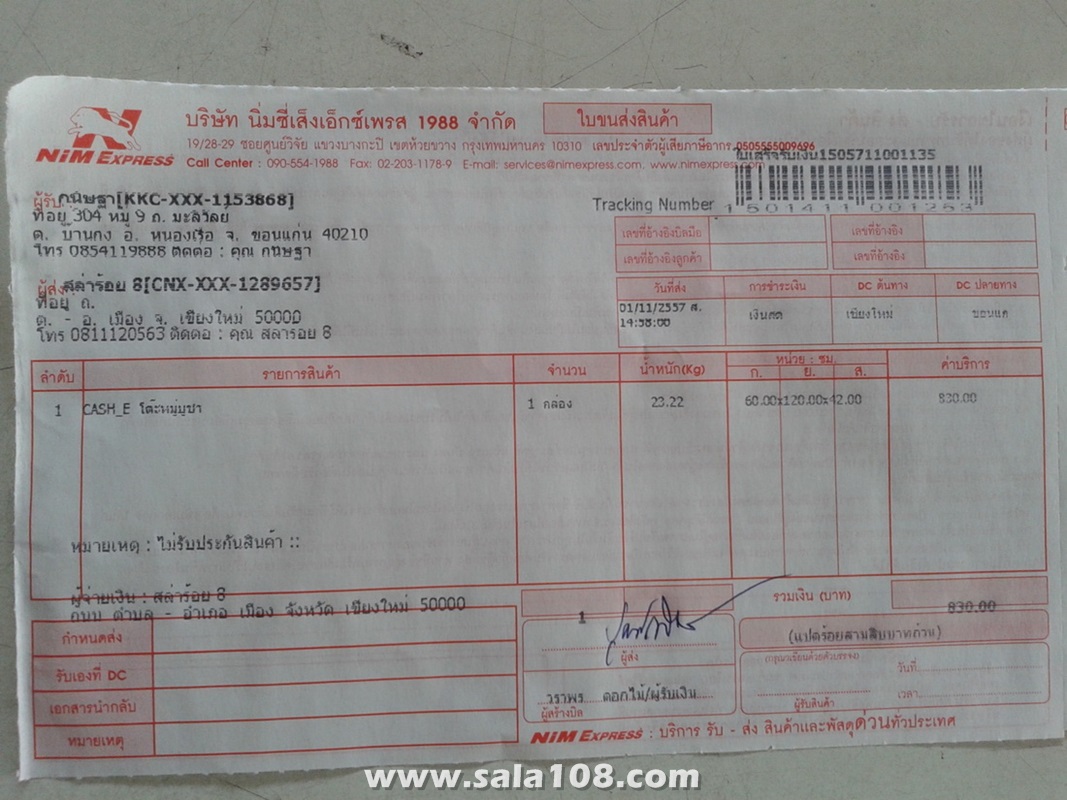 NiM EXPRESS
บริษัท นิ่มซี่เส็งเอ็กซ์เพรส 1988 จำกัด
ใบขนส่งสินค้า
19/28-29 ซอยศูนย์วิจัย แขวงบางกะปิ เขตห้วยขวาง กรุงเทพมหานคร 10310 เลขประจำตัวผู้เสียภาษีอากร 0505555009696
Call Center : 090-554-1988 Fax: 02-203-1178-9 E-mail: services@nimexpress.com, www.nimexpress.com
ใบเสร็จรับเงิน1505711001135
Tracking Number 1501411001253
ผู้รับ กนิษฐา[KKC-XXX-1153868]
ที่อยู่ 304 หมู่ 9 ถ. มะลิวัลย์
ต. บ้านกง อ. หนองเรือ จ. ขอนแก่น 40210
โทร 0854119888 ติดต่อ : คุณ กนิษฐา
ผู้ส่ง สล่าร้อย 8[CNX-XXX-1289657]
ที่อยู่ ถ.
ต. - อ. เมือง จ. เชียงใหม่ 50000
โทร 0811120563 ติดต่อ : คุณ สล่าร้อย 8
เลขที่อ้างอิงบิลมือ เลขที่อ้างอิง
เลขที่อ้างอิงลูกค้า เลขที่อ้างอิง
วันที่ส่ง การชำระเงิน DC ต้นทาง DC ปลายทาง
01/11/2557 ส. เงินสด เชียงใหม่ ขอนแก่
14:58:00
ลำดับ รายการสินค้า จำนวน น้ำหนัก(Kg) หน่วย : ซม. ค่าบริการ
ก. ย. ส.
1 CASH_E โต๊ะหมู่บูชา 1 กล่อง 23.22 60.00x120.00x42.00 830.00
หมายเหตุ : ไม่รับประกันสินค้า ::
ผู้จ่ายเงิน : สล่าร้อย 8
ถนน ตำบล - อำเภอ เมือง จังหวัด เชียงใหม่ 50000
1 รวมเงิน (บาท) 830.00
(แปดร้อยสามสิบบาทถ้วน)
กำหนดส่ง
รับเองที่ DC
เอกสารนำกลับ
หมายเหตุ
ผู้ส่ง
วราพร ดอกไม้/ผู้รับเงิน
ผู้สร้างบิล
(กรุณาเขียนด้วยตัวบรรจง)
วันที่
เวลา
ผู้รับสินค้า
NiM EXPRESS : บริการ รับ - ส่ง สินค้าและพัสดุด่วนทั่วประเทศ
www.sala108.com